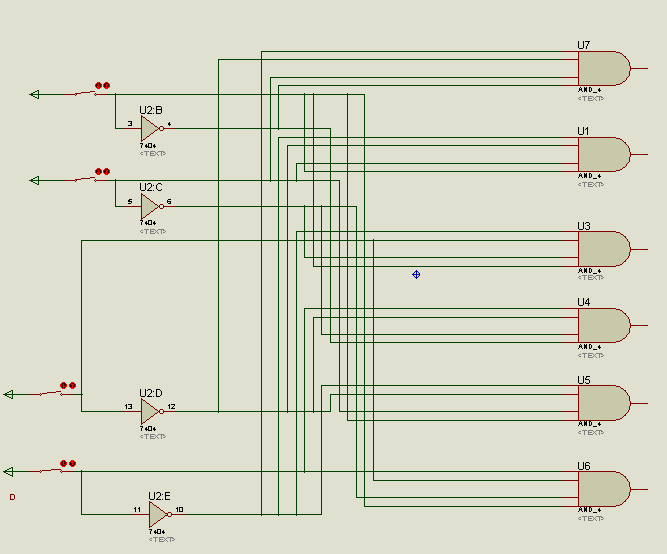 U7
AND_4
<TEXT>
U2:B
3
4
7404
<TEXT>
U1
AND_4
<TEXT>
U2:C
5
6
7404
<TEXT>
U3
AND_4
<TEXT>
U4
AND_4
<TEXT>
U2:D
13
12
7404
<TEXT>
U5
AND_4
<TEXT>
U6
AND_4
<TEXT>
D
U2:E
11
10
7404
<TEXT>